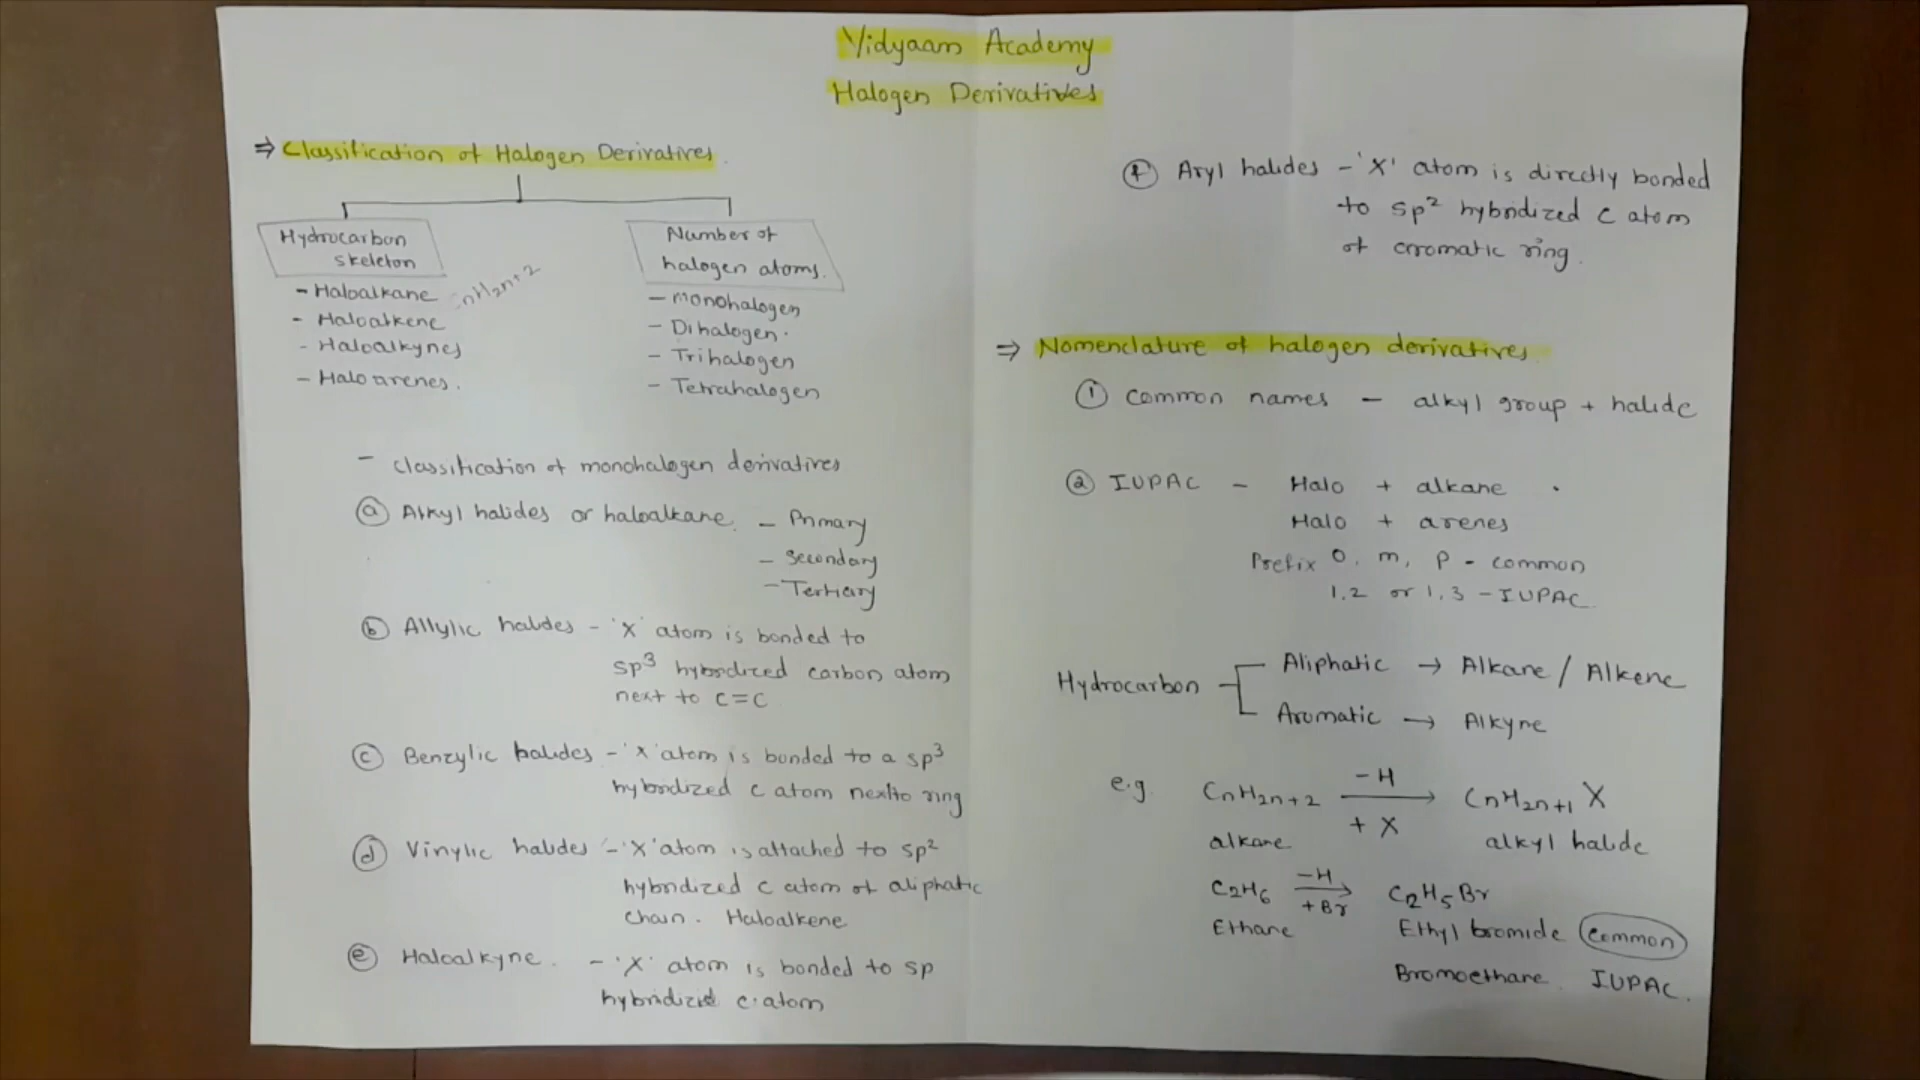 Vidyaam Academy
Halogen Derivatives
⇒ Classification of Halogen Derivatives.
Hydrocarbon
skeleton
- Haloalkane CnH2n+2
- Haloalkene
- Haloalkynes
- Haloarenes.
Number of
halogen atoms.
- monohalogen
- Dihalogen.
- Trihalogen
- Tetrahalogen
- classification of monohalogen derivatives
ⓐ Alkyl halides or haloalkane. - Primary
- Secondary
- Tertiary
ⓑ Allylic halides - 'X' atom is bonded to
sp³ hybridized carbon atom
next to C=C
ⓒ Benzylic halides - 'X' atom is bonded to a sp³
hybridized C atom next to ring
ⓓ Vinylic halides - 'X' atom is attached to sp²
hybridized C atom of aliphatic
chain. Haloalkene
ⓔ Haloalkyne. - 'X' atom is bonded to sp
hybridized c.atom
ⓕ Aryl halides - 'X' atom is directly bonded
to sp² hybridized C atom
of aromatic ring.
⇒ Nomenclature of halogen derivatives.
① Common names - alkyl group + halide
② IUPAC - Halo + alkane .
Halo + arenes
Prefix O, m, p - common
1,2 or 1,3 - IUPAC.
Hydrocarbon
Aliphatic → Alkane / Alkene
Aromatic → Alkyne
e.g. CnH2n+2 -H → + X CnH2n+1 X
alkane alkyl halide
C2H6 -H → +Br C2H5Br
Ethane Ethyl bromide common
Bromoethane. IUPAC.